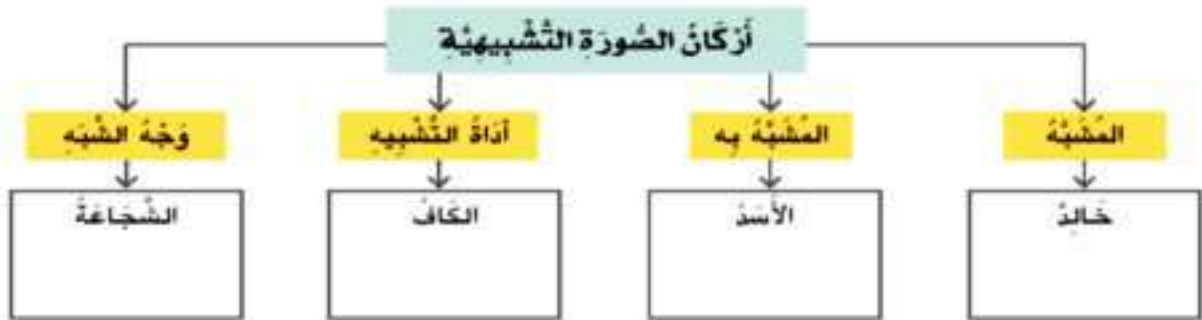 أَرْكَانُ الصُّورَةِ التَّشْبِيهِيَّةِ
المُشَبَّهُ
المُشَبَّهُ بِهِ
أَدَاةُ التَّشْبِيهِ
وَجْهُ الشَّبَهِ
خَالِدٌ
الأَسَدُ
الكَافُ
الشَّجَاعَةُ